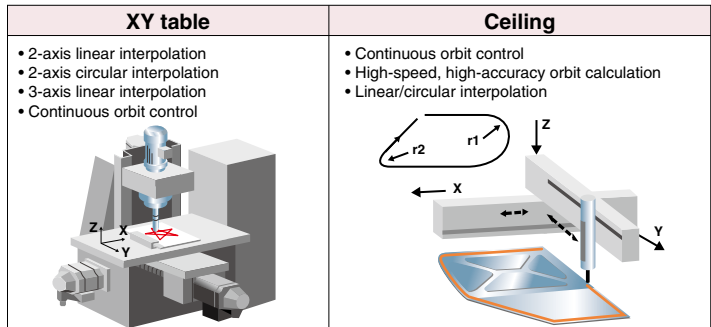 XY table
• 2-axis linear interpolation
• 2-axis circular interpolation
• 3-axis linear interpolation
• Continuous orbit control
Z
X
Y
Ceiling
• Continuous orbit control
• High-speed, high-accuracy orbit calculation
• Linear/circular interpolation
r1
r2
Z
X
Y